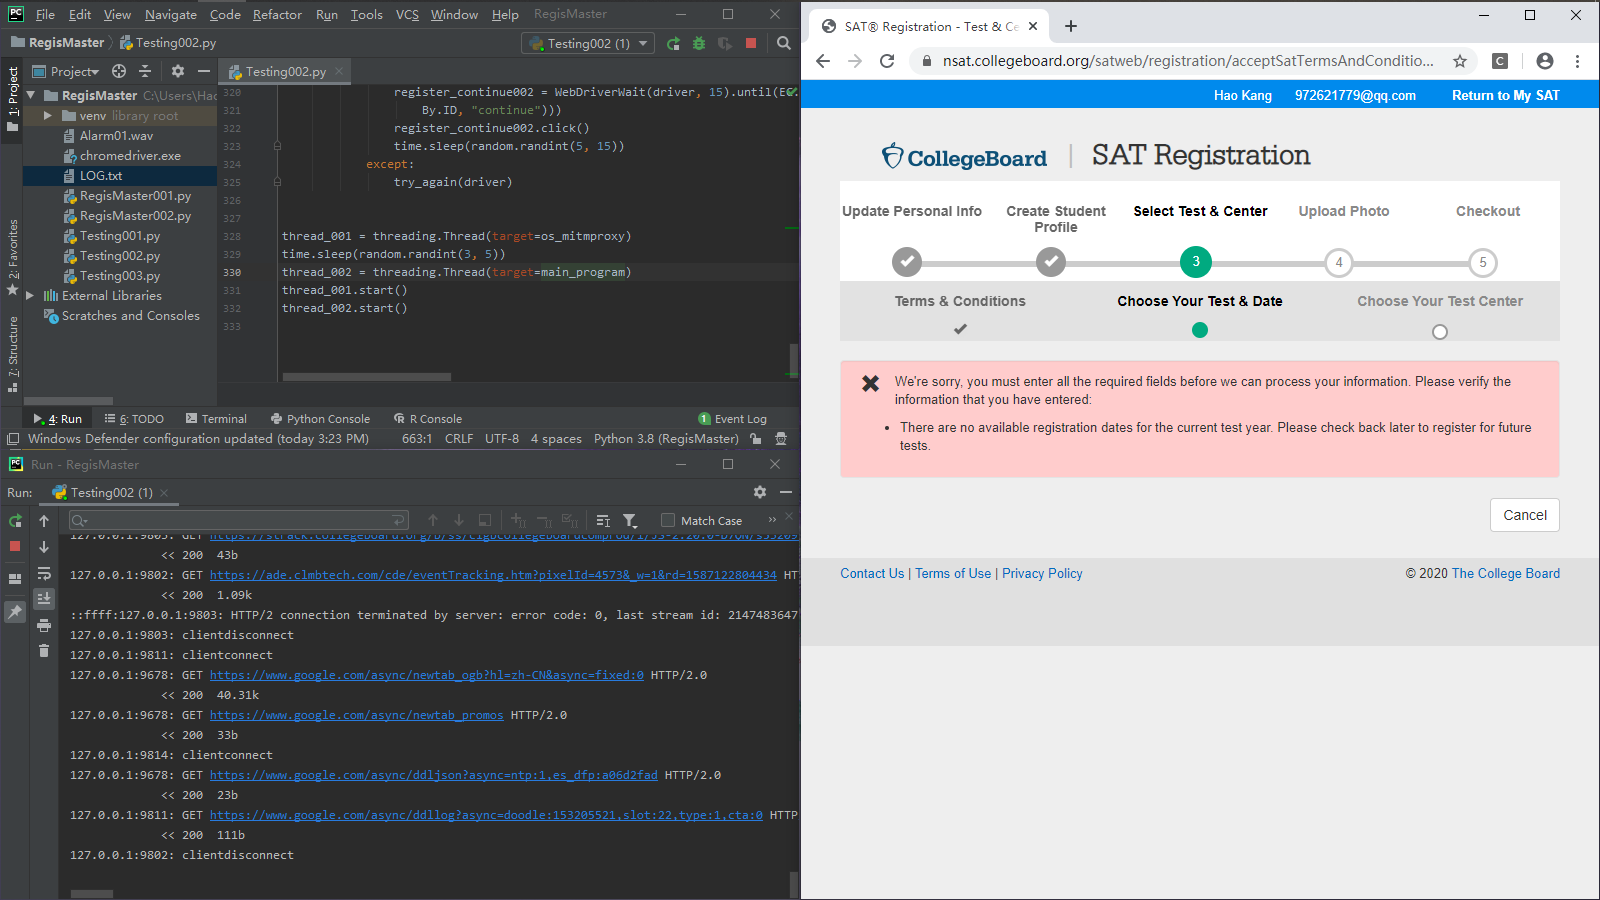 File Edit View Navigate Code Refactor Run Tools VCS Window Help RegisMaster
RegisMaster Testing002.py Testing002 (1)
1: Project
2: Favorites
7: Structure
Project
RegisMaster C:\Users\Hao
venv library root
Alarm01.wav
chromedriver.exe
LOG.txt
RegisMaster001.py
RegisMaster002.py
Testing001.py
Testing002.py
Testing003.py
External Libraries
Scratches and Consoles
Testing002.py
320 register_continue002 = WebDriverWait(driver, 15).until(EC.
321 By.ID, "continue")))
322 register_continue002.click()
323 time.sleep(random.randint(5, 15))
324 except:
325 try_again(driver)
326
327
328 thread_001 = threading.Thread(target=os_mitmproxy)
329 time.sleep(random.randint(3, 5))
330 thread_002 = threading.Thread(target=main_program)
331 thread_001.start()
332 thread_002.start()
333
4: Run 6: TODO Terminal Python Console R Console 1 Event Log
Windows Defender configuration updated (today 3:23 PM) 663:1 CRLF UTF-8 4 spaces Python 3.8 (RegisMaster)
Run - RegisMaster
Run: Testing002 (1)
Match Case
<< 200 43b
127.0.0.1:9802: GET https://ade.clmbtech.com/cde/eventTracking.htm?pixelId=4573&_w=1&rd=1587122804434 HT
<< 200 1.09k
::ffff:127.0.0.1:9803: HTTP/2 connection terminated by server: error code: 0, last stream id: 2147483647
127.0.0.1:9803: clientdisconnect
127.0.0.1:9811: clientconnect
127.0.0.1:9678: GET https://www.google.com/async/newtab_ogb?hl=zh-CN&async=fixed:0 HTTP/2.0
<< 200 40.31k
127.0.0.1:9678: GET https://www.google.com/async/newtab_promos HTTP/2.0
<< 200 33b
127.0.0.1:9814: clientconnect
127.0.0.1:9678: GET https://www.google.com/async/ddljson?async=ntp:1,es_dfp:a06d2fad HTTP/2.0
<< 200 23b
127.0.0.1:9811: GET https://www.google.com/async/ddllog?async=doodle:153205521,slot:22,type:1,cta:0 HTTP
<< 200 111b
127.0.0.1:9802: clientdisconnect
SAT® Registration - Test & Ce
nsat.collegeboard.org/satweb/registration/acceptSatTermsAndConditio...
Hao Kang 972621779@qq.com Return to My SAT
CollegeBoard | SAT Registration
Update Personal Info
Create Student
Profile
Select Test & Center
Upload Photo
Checkout
3 4 5
Terms & Conditions
Choose Your Test & Date
Choose Your Test Center
We're sorry, you must enter all the required fields before we can process your information. Please verify the
information that you have entered:
• There are no available registration dates for the current test year. Please check back later to register for future
tests.
Cancel
Contact Us | Terms of Use | Privacy Policy
© 2020 The College Board